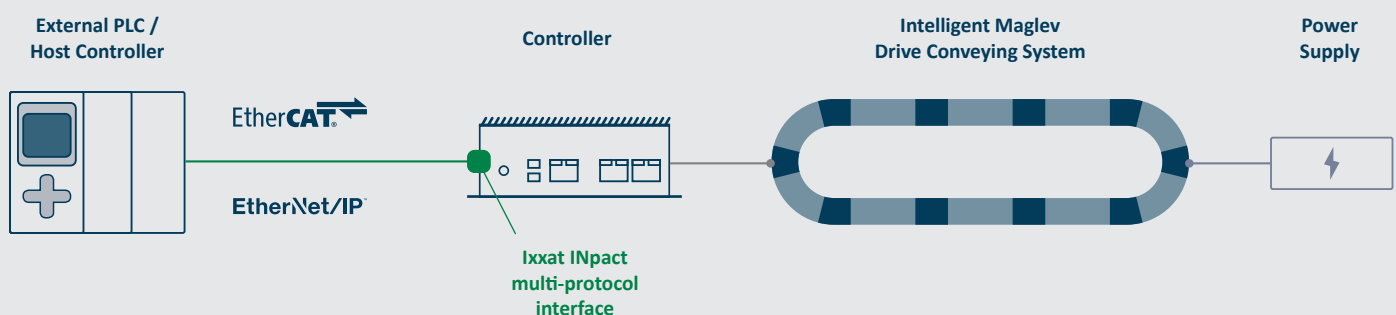 External PLC /
Host Controller
Controller
Intelligent Maglev
Drive Conveying System
Power
Supply
EtherCAT®
EtherNet/IP™
Ixxat INpact
multi-protocol
interface